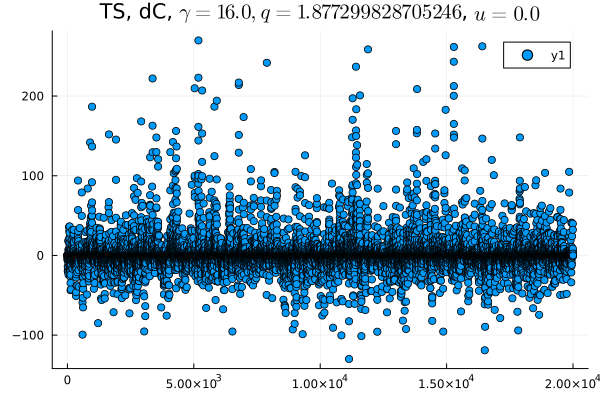 TS, dC, γ = 16.0, q = 1.877299828705246, u = 0.0
y1
200
100
0
−100
0 5.00×10³ 1.00×10⁴ 1.50×10⁴ 2.00×10⁴